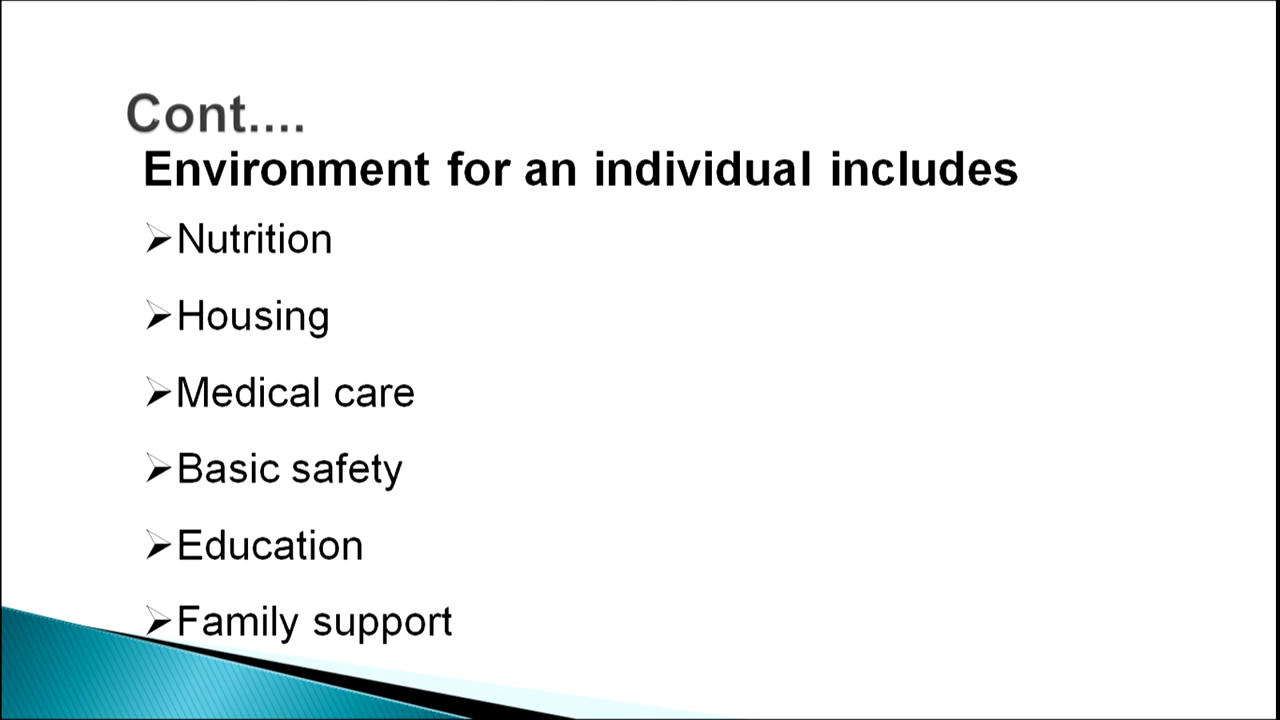 Cont....
Environment for an individual includes
➢Nutrition
➢Housing
➢Medical care
➢Basic safety
➢Education
➢Family support